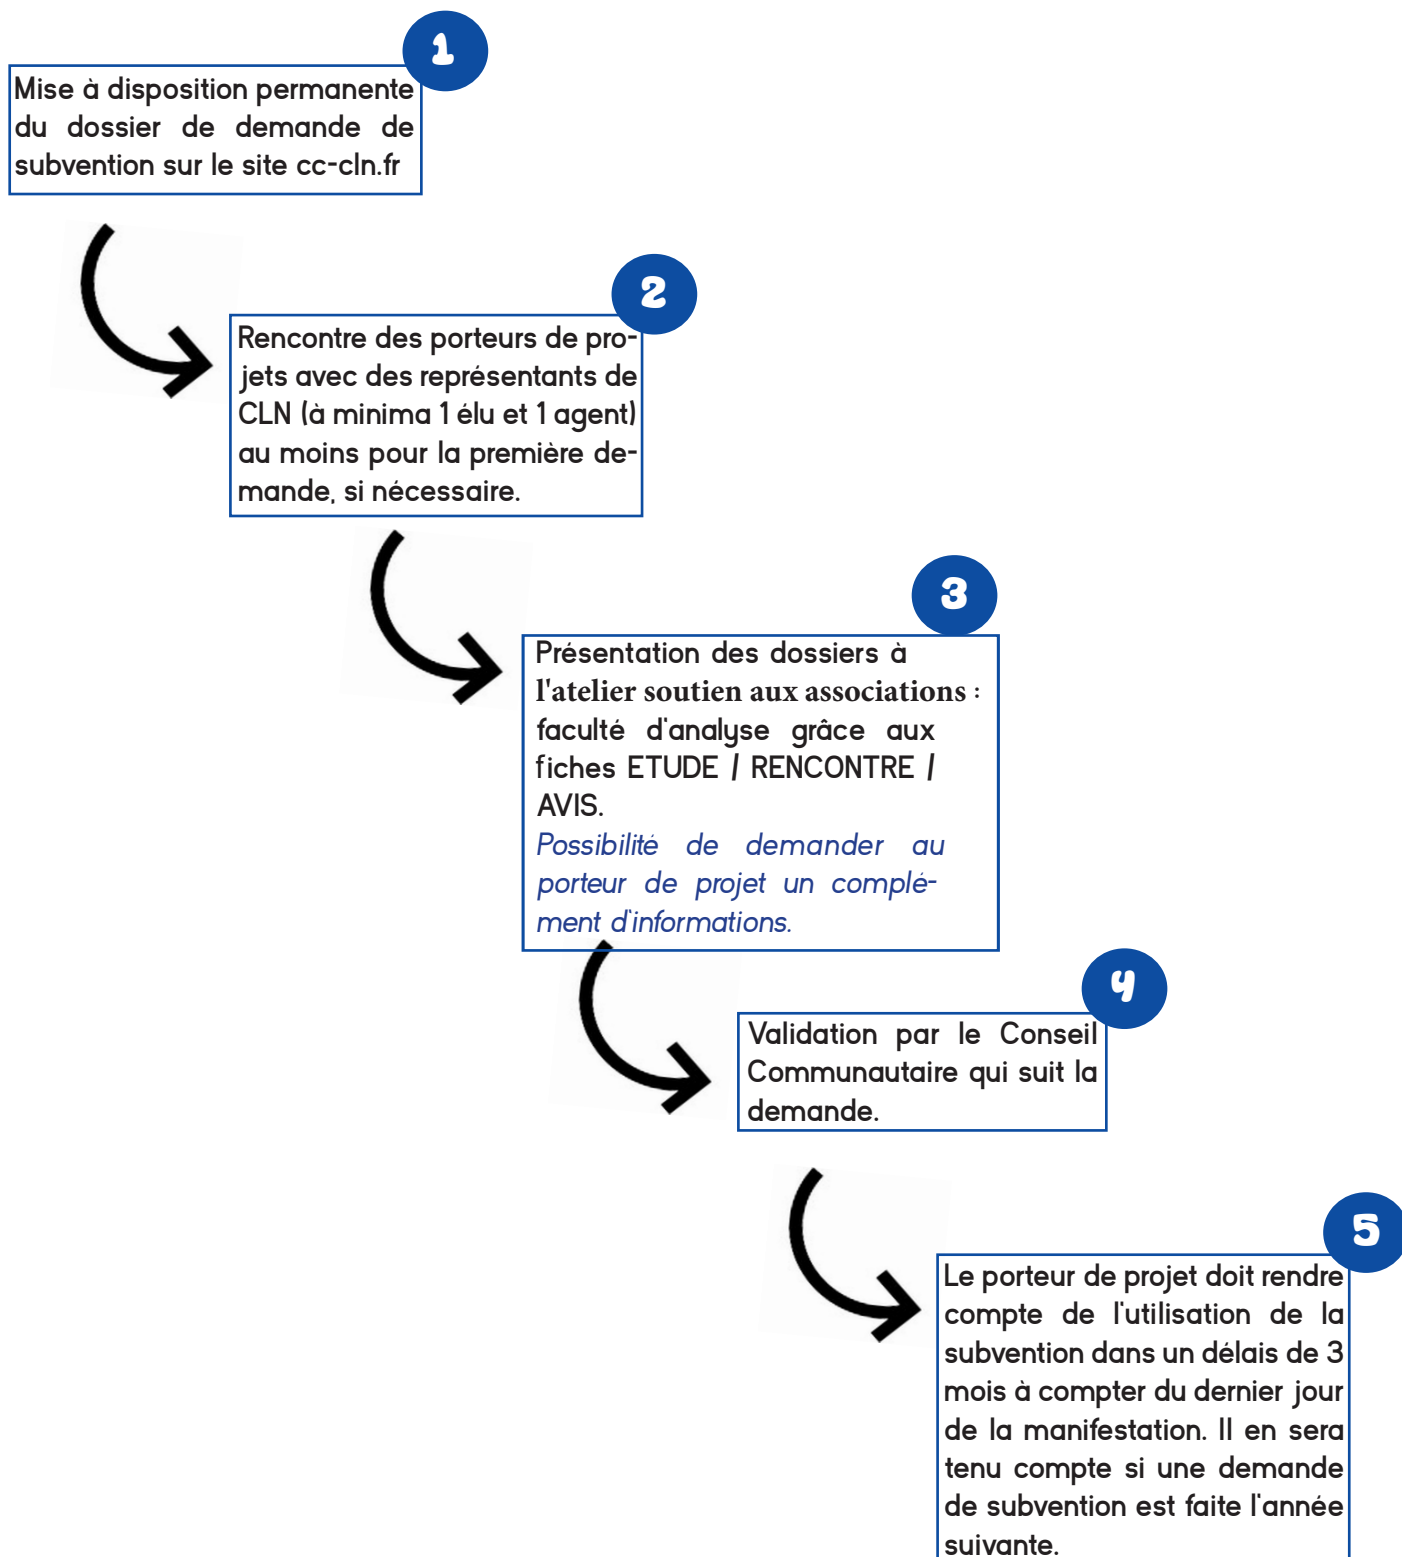 1
Mise à disposition permanente
du dossier de demande de
subvention sur le site cc-cln.fr
2
Rencontre des porteurs de pro-
jets avec des représentants de
CLN (à minima 1 élu et 1 agent)
au moins pour la première de-
mande, si nécessaire.
3
Présentation des dossiers à
l'atelier soutien aux associations :
faculté d'analyse grâce aux
fiches ETUDE / RENCONTRE /
AVIS.
Possibilité de demander au
porteur de projet un complé-
ment d'informations.
4
Validation par le Conseil
Communautaire qui suit la
demande.
5
Le porteur de projet doit rendre
compte de l'utilisation de la
subvention dans un délais de 3
mois à compter du dernier jour
de la manifestation. Il en sera
tenu compte si une demande
de subvention est faite l'année
suivante.